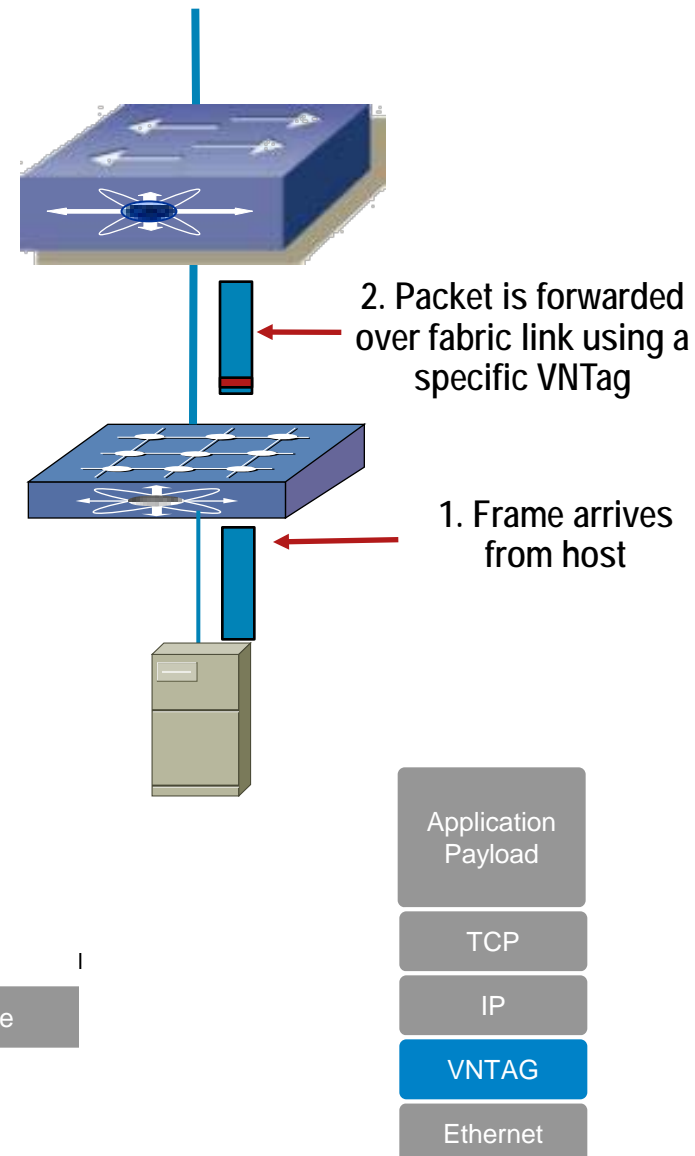 2. Packet is forwarded
over fabric link using a
specific VNTag
1. Frame arrives
from host
Application
Payload
TCP
IP
VNTAG
Ethernet
l
e